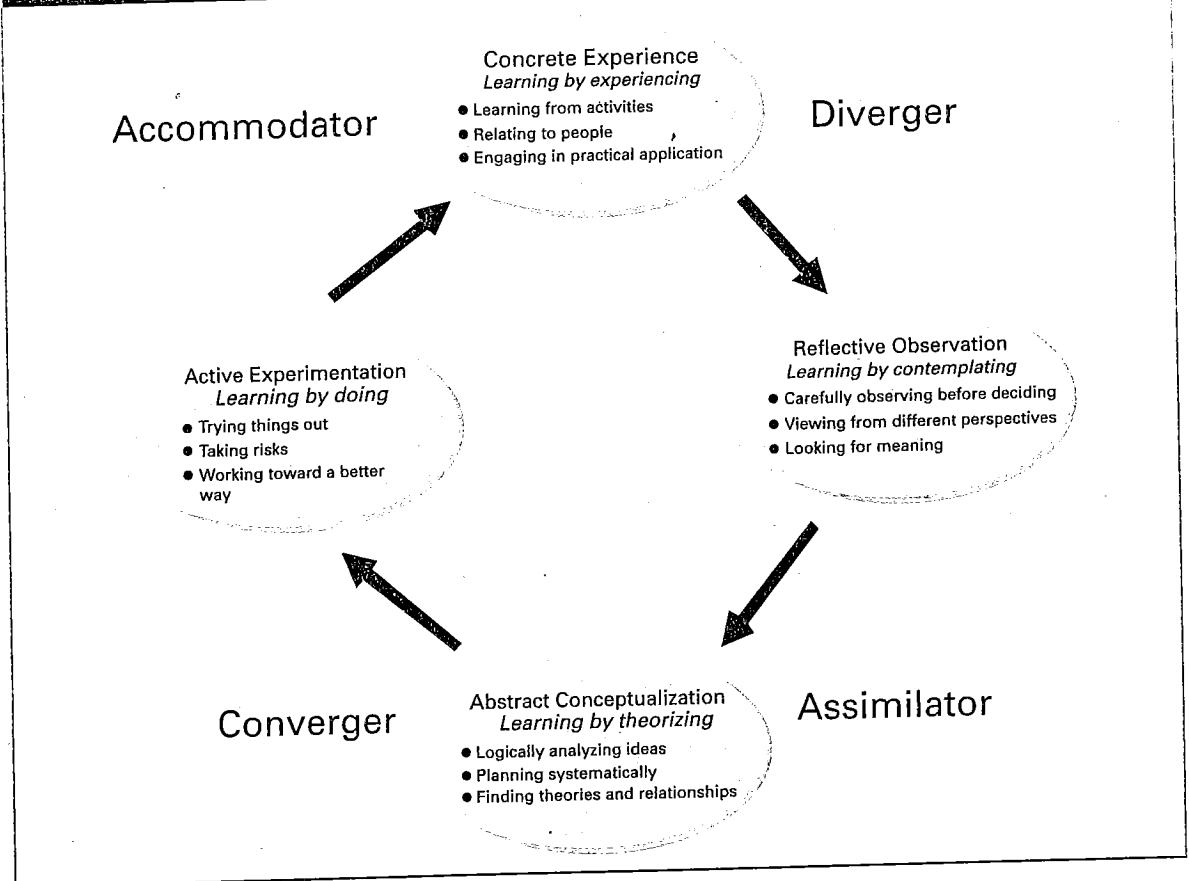 Concrete Experience
Learning by experiencing
● Learning from activities
● Relating to people
● Engaging in practical application
Accommodator
Diverger
Active Experimentation
Learning by doing
● Trying things out
● Taking risks
● Working toward a better
way
Reflective Observation
Learning by contemplating
● Carefully observing before deciding
● Viewing from different perspectives
● Looking for meaning
Converger
Abstract Conceptualization
Learning by theorizing
● Logically analyzing ideas
● Planning systematically
● Finding theories and relationships
Assimilator